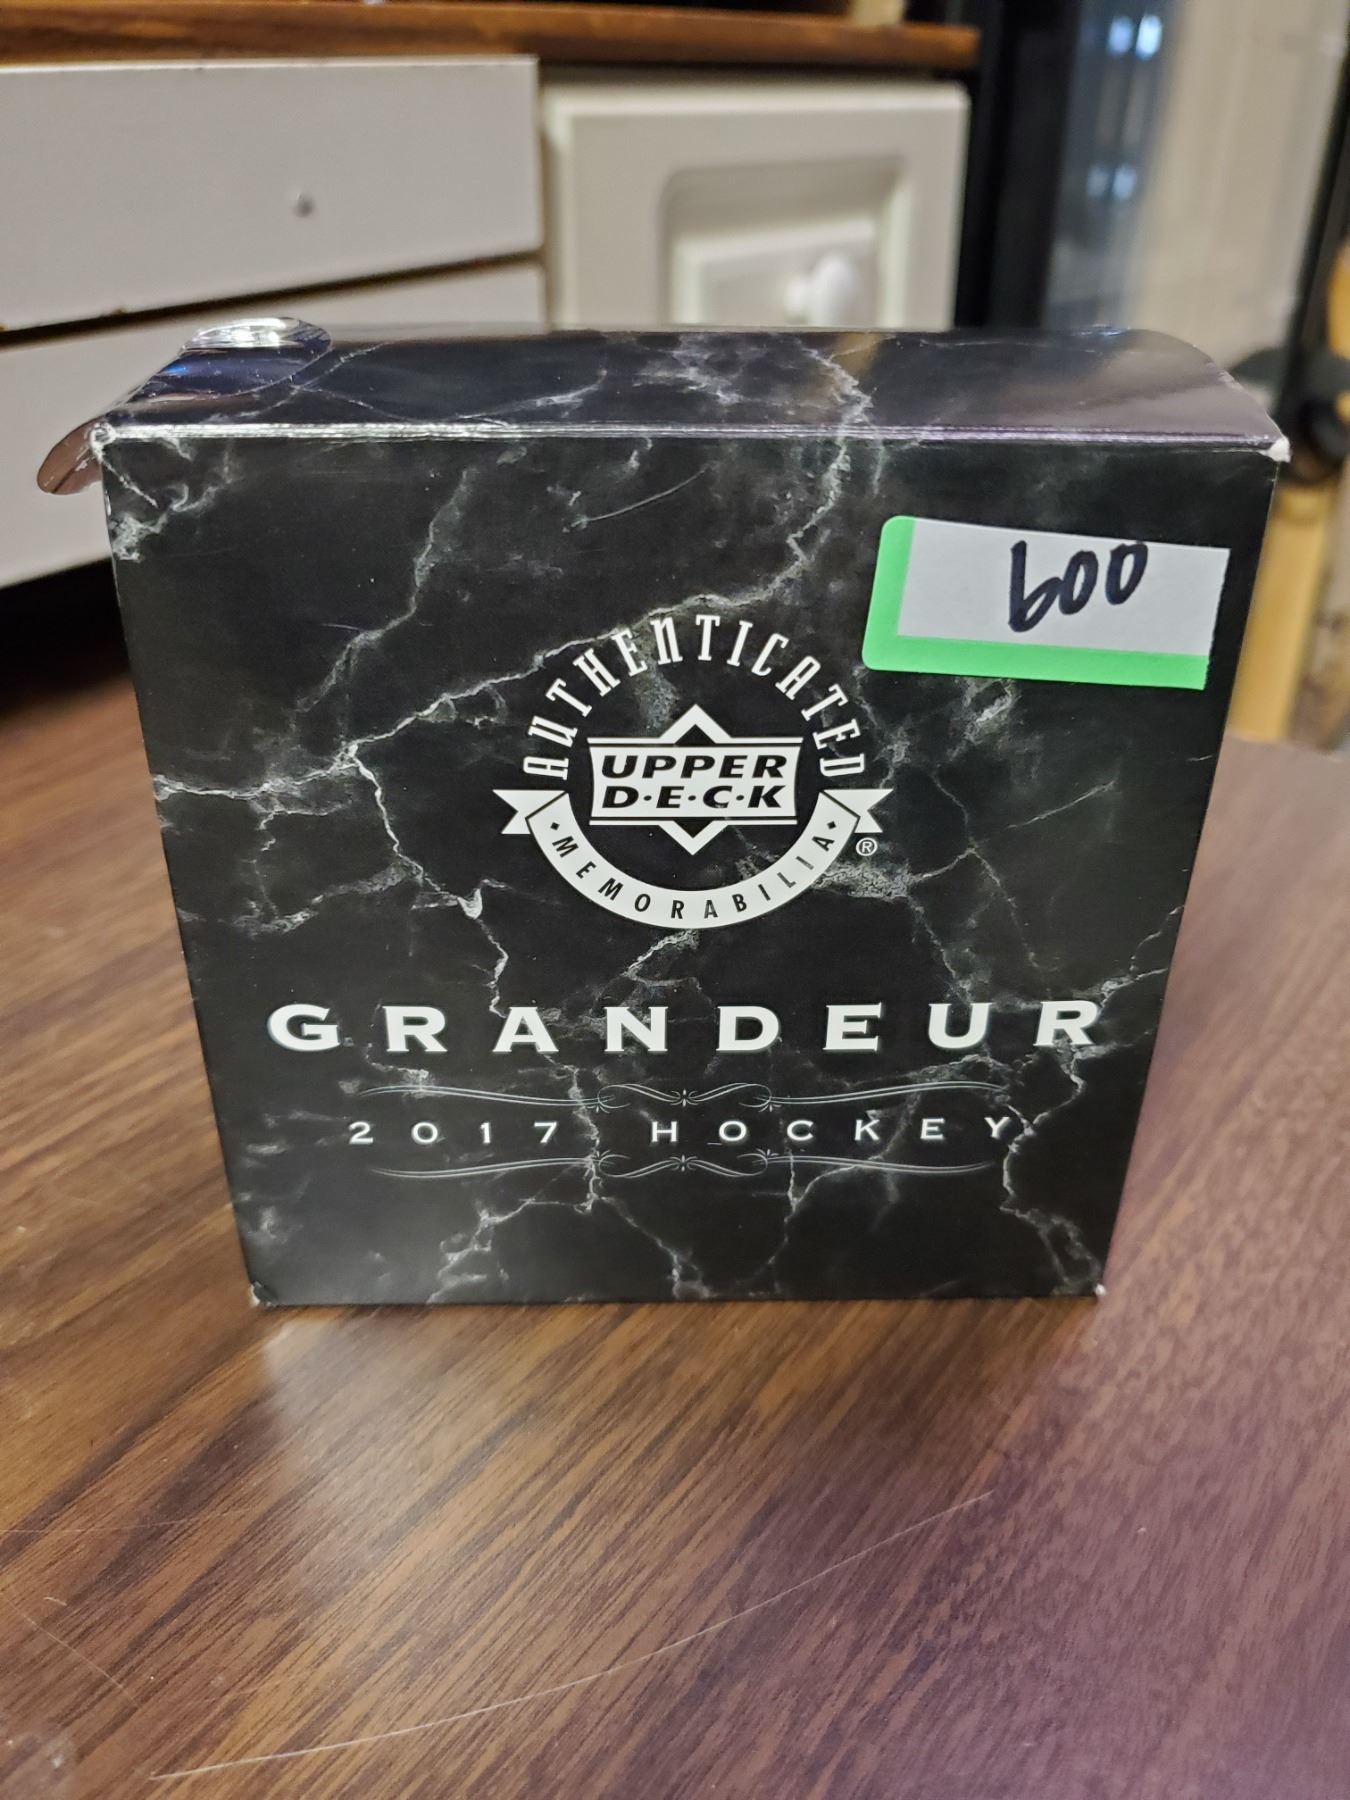 600
AUTHENTICATED
UPPER
D·E·C·K
MEMORABILIA ®
GRANDEUR
2017 HOCKEY